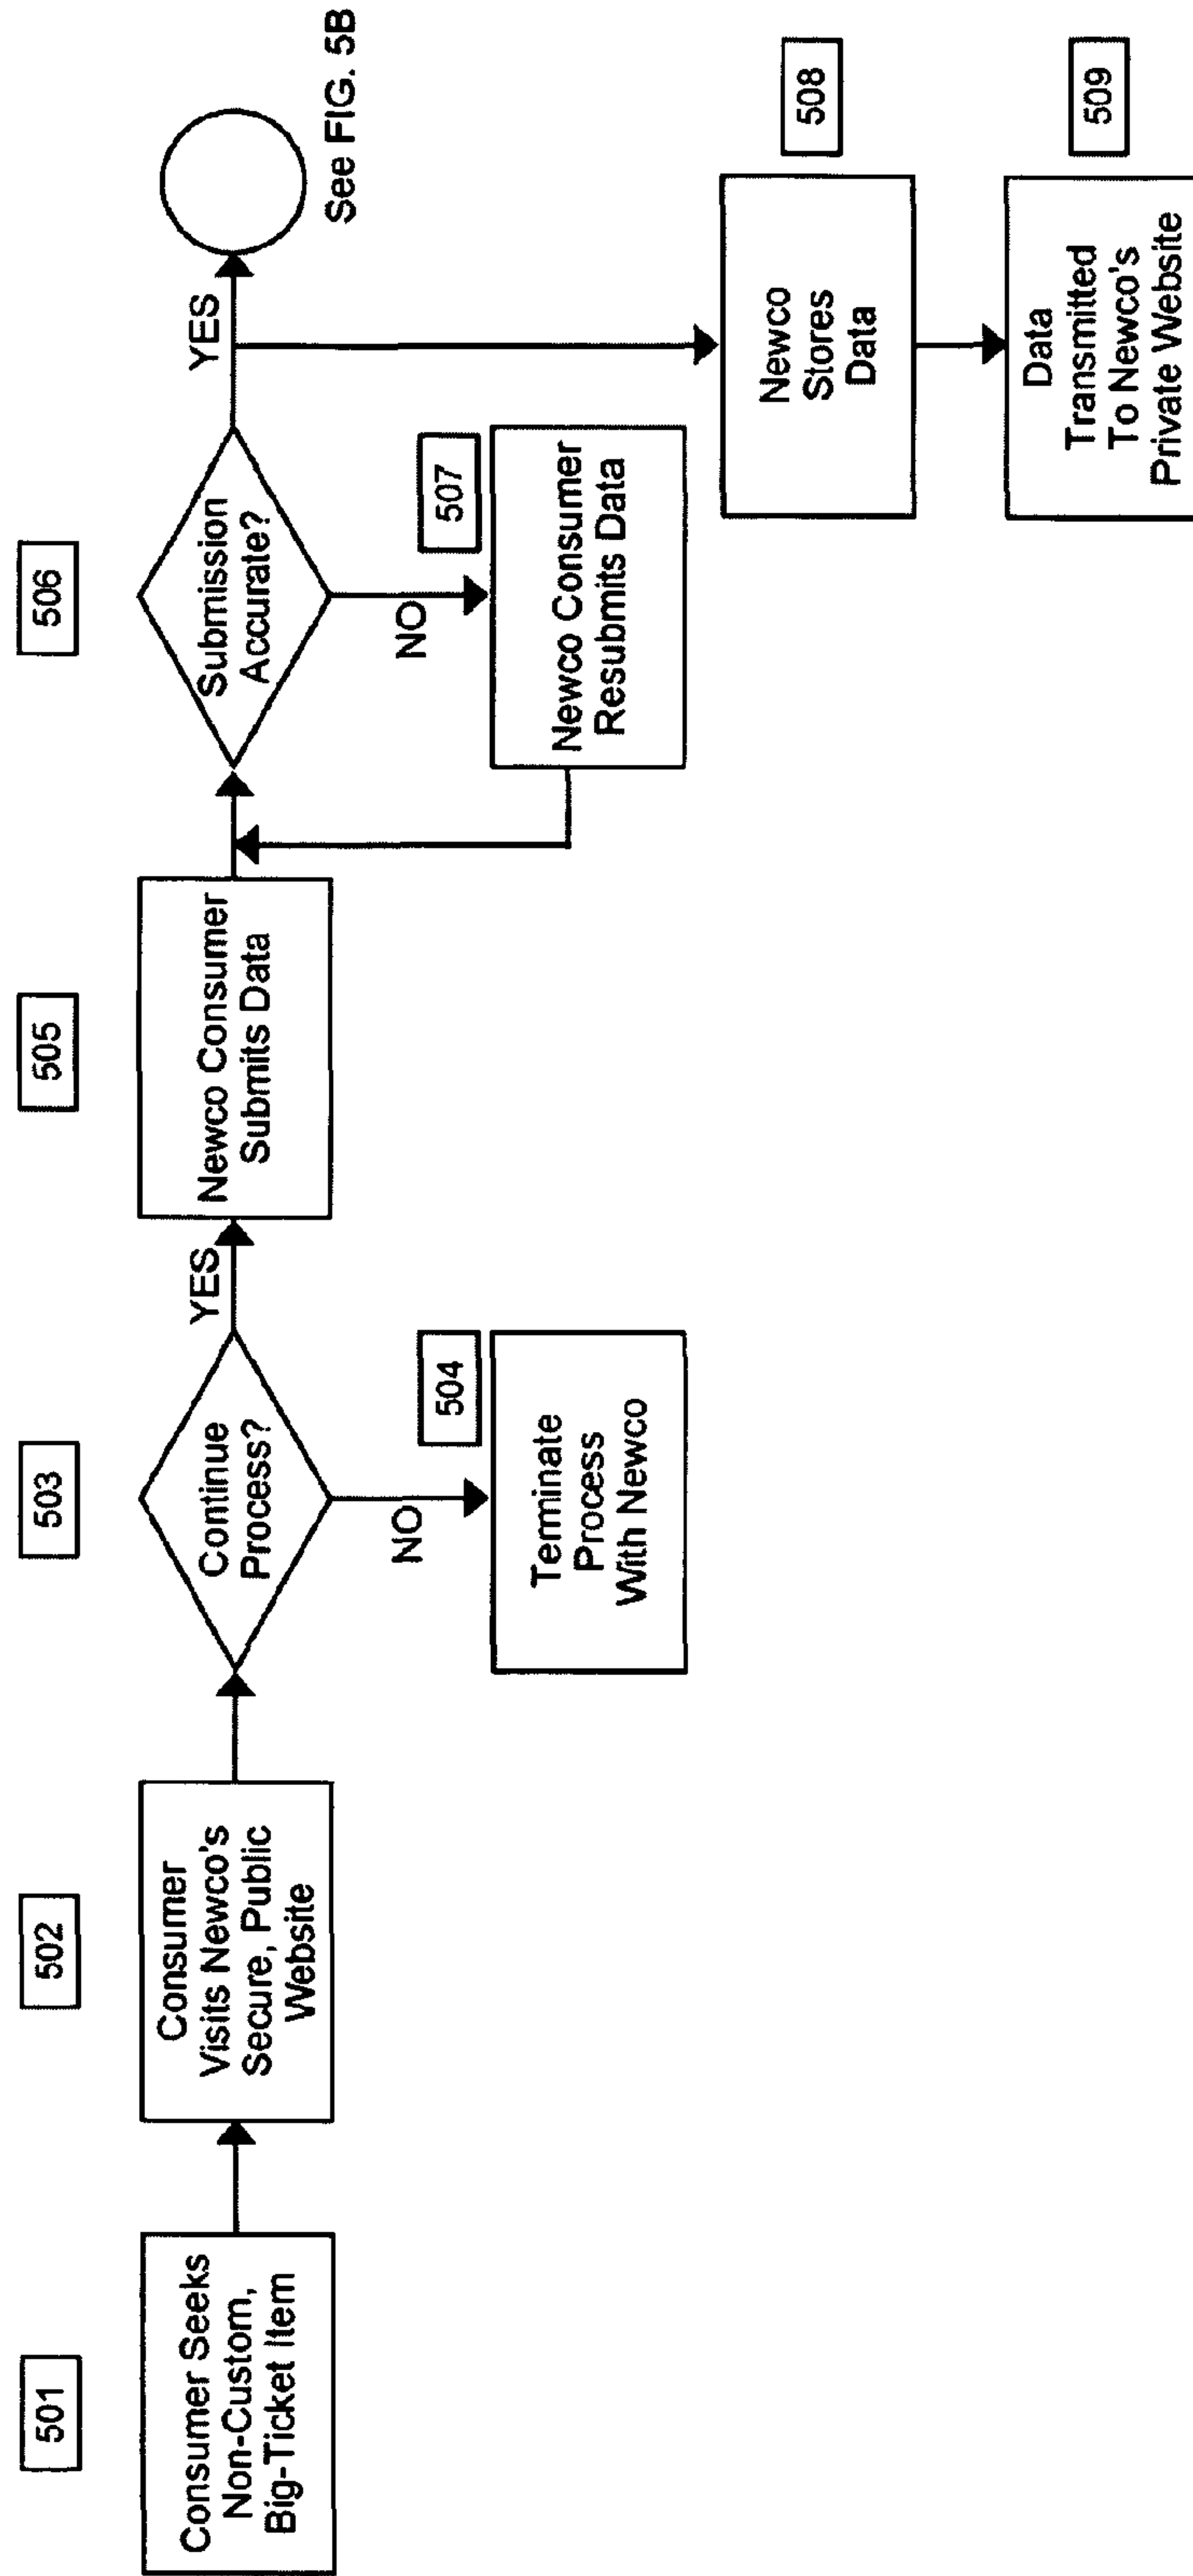 501
Consumer Seeks
Non-Custom,
Big-Ticket Item
502
Consumer
Visits Newco's
Secure, Public
Website
503
Continue
Process?
YES
NO
504
Terminate
Process
With Newco
505
Newco Consumer
Submits Data
506
Submission
Accurate?
YES
NO
507
Newco Consumer
Resubmits Data
See FIG. 5B
508
Newco
Stores
Data
509
Data
Transmitted
To Newco's
Private Website